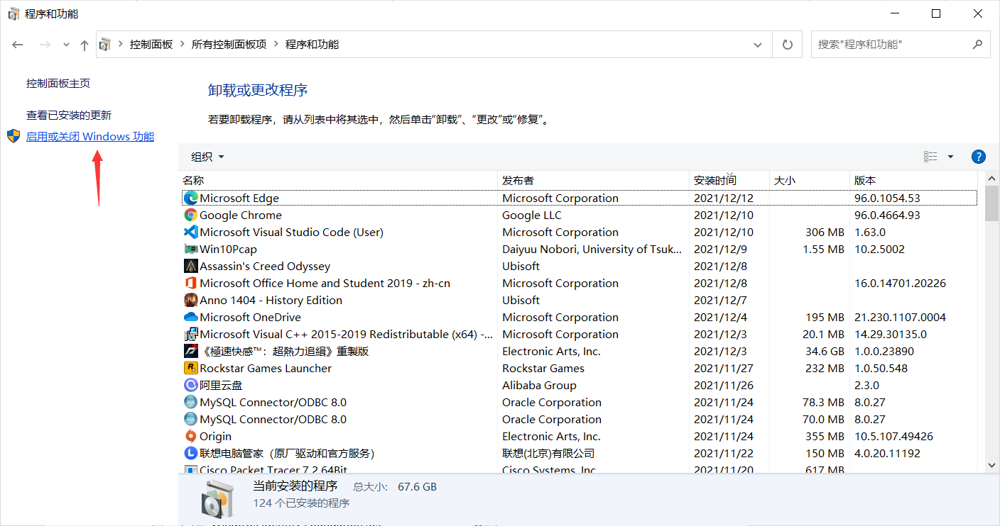 程序和功能
控制面板 > 所有控制面板项 > 程序和功能
搜索"程序和功能"
控制面板主页
查看已安装的更新
启用或关闭 Windows 功能
卸载或更改程序
若要卸载程序，请从列表中将其选中，然后单击“卸载”、“更改”或“修复”。
组织
名称 发布者 安装时间 大小 版本
Microsoft Edge Microsoft Corporation 2021/12/12 96.0.1054.53
Google Chrome Google LLC 2021/12/10 96.0.4664.93
Microsoft Visual Studio Code (User) Microsoft Corporation 2021/12/10 306 MB 1.63.0
Win10Pcap Daiyuu Nobori, University of Tsuk... 2021/12/9 1.55 MB 10.2.5002
Assassin's Creed Odyssey Ubisoft 2021/12/8
Microsoft Office Home and Student 2019 - zh-cn Microsoft Corporation 2021/12/8 16.0.14701.20226
Anno 1404 - History Edition Ubisoft 2021/12/7
Microsoft OneDrive Microsoft Corporation 2021/12/4 195 MB 21.230.1107.0004
Microsoft Visual C++ 2015-2019 Redistributable (x64) -... Microsoft Corporation 2021/12/3 20.1 MB 14.29.30135.0
《極速快感™：超熱力追緝》重製版 Electronic Arts, Inc. 2021/12/3 34.6 GB 1.0.0.23890
Rockstar Games Launcher Rockstar Games 2021/11/27 232 MB 1.0.50.548
阿里云盘 Alibaba Group 2021/11/26 2.3.0
MySQL Connector/ODBC 8.0 Oracle Corporation 2021/11/24 78.3 MB 8.0.27
MySQL Connector/ODBC 8.0 Oracle Corporation 2021/11/24 70.0 MB 8.0.27
Origin Electronic Arts, Inc. 2021/11/24 355 MB 10.5.107.49426
联想电脑管家（原厂驱动和官方服务） 联想(北京)有限公司 2021/11/22 150 MB 4.0.20.11192
Cisco Packet Tracer 7.2 64Bit Cisco Systems, Inc. 2021/11/20 617 MB
当前安装的程序 总大小: 67.6 GB
124 个已安装的程序